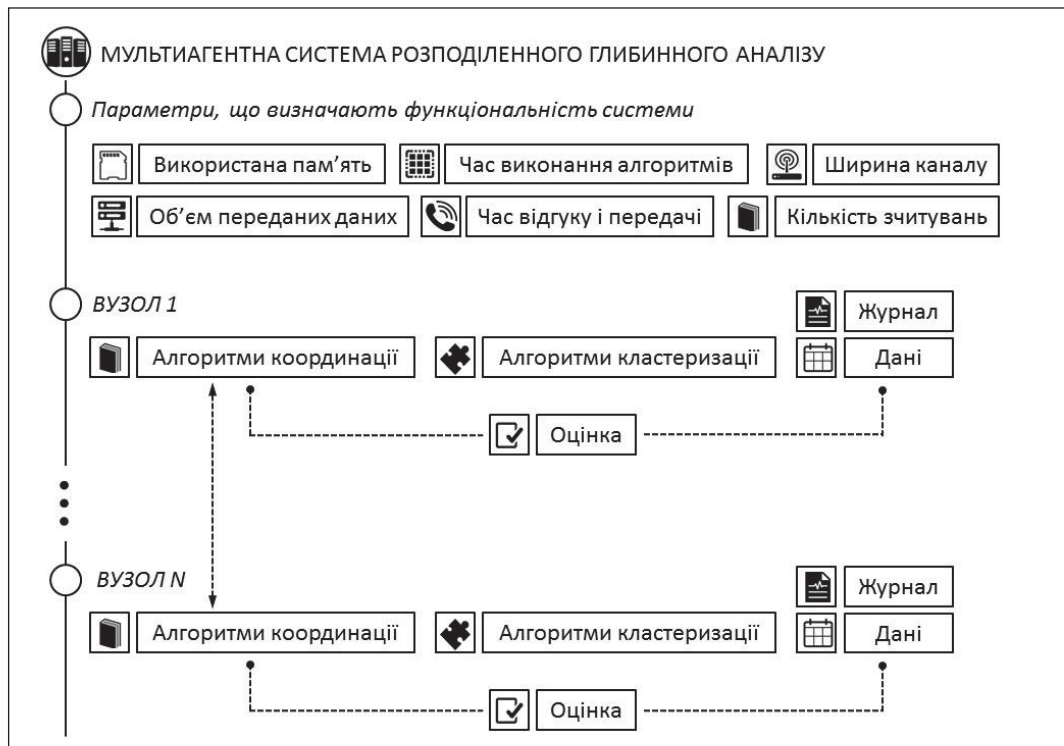 МУЛЬТИАГЕНТНА СИСТЕМА РОЗПОДІЛЕННОГО ГЛИБИННОГО АНАЛІЗУ
Параметри, що визначають функціональність системи
Використана пам’ять
Час виконання алгоритмів
Ширина каналу
Об’єм переданих даних
Час відгуку і передачі
Кількість зчитувань
ВУЗОЛ 1
Журнал
Алгоритми координації
Алгоритми кластеризації
Дані
Оцінка
ВУЗОЛ N
Журнал
Алгоритми координації
Алгоритми кластеризації
Дані
Оцінка